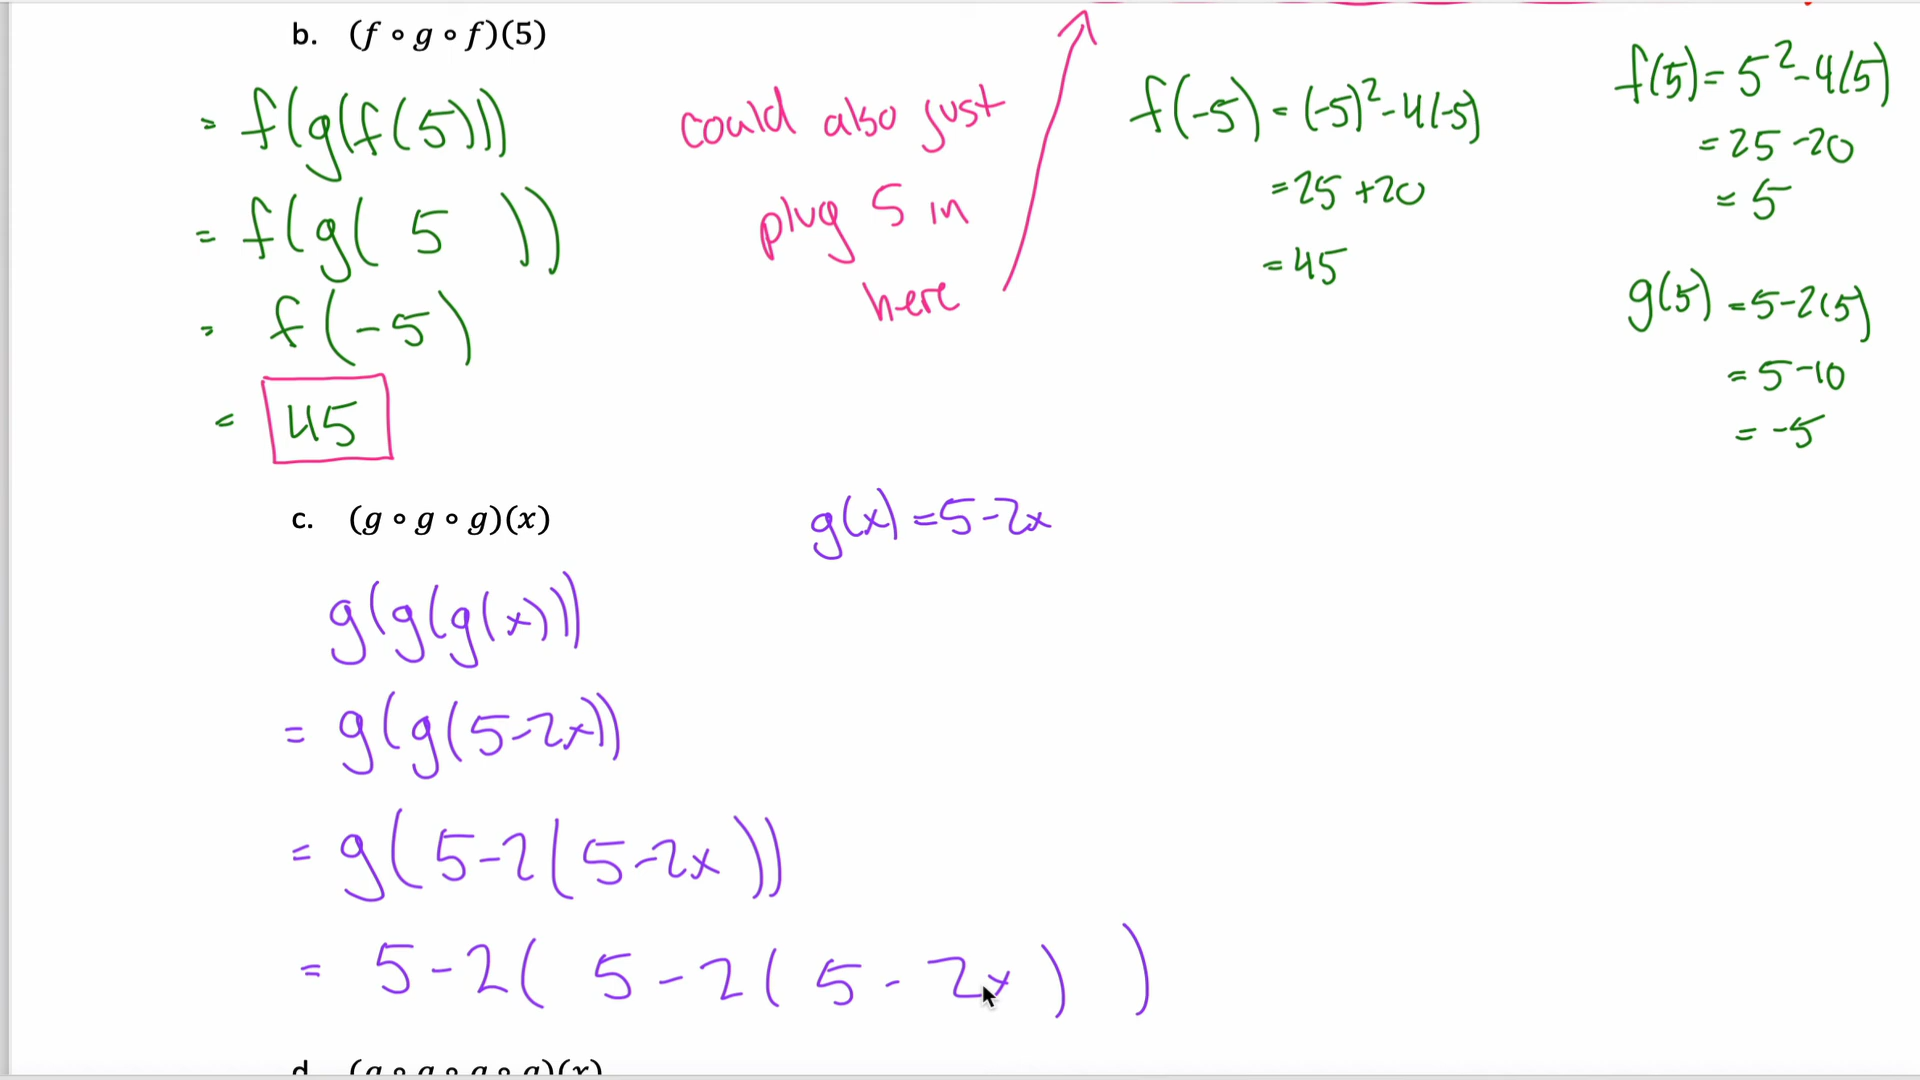 b. (f ∘ g ∘ f)(5)
= f(g(f(5)))
= f(g( 5 ))
= f(-5)
= 45
could also just
plug 5 in
here
f(-5) = (-5)²-4(-5)
=25+20
=45
f(5)= 5²-4(5)
=25-20
= 5
g(5) =5-2(5)
= 5-10
= -5
c. (g ∘ g ∘ g)(x)
g(x) =5-2x
g(g(g(x)))
= g(g(5-2x))
= g(5-2(5-2x))
= 5-2( 5-2( 5-2x) )
d. (g ∘ g ∘ g ∘ g)(x)